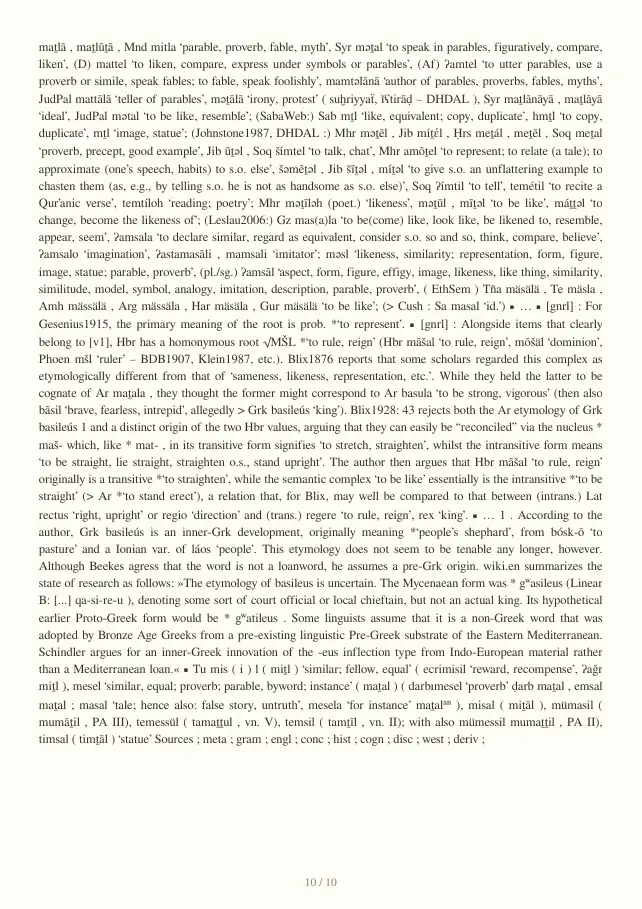 maṯlā , maṯlūṯā , Mnd mitla ‘parable, proverb, fable, myth’, Syr məṯal ‘to speak in parables, figuratively, compare,
liken’, (D) mattel ‘to liken, compare, express under symbols or parables’, (Af) ʔamtel ‘to utter parables, use a
proverb or simile, speak fables; to fable, speak foolishly’, mamtəlānā ‘author of parables, proverbs, fables, myths’,
JudPal mattālā ‘teller of parables’, məṯālā ‘irony, protest’ ( suḫriyyaẗ, iʕtirāḍ – DHDAL ), Syr maṯlānāyā , maṯlāyā
‘ideal’, JudPal mətal ‘to be like, resemble’; (SabaWeb:) Sab mṯl ‘like, equivalent; copy, duplicate’, hmṯl ‘to copy,
duplicate’, mṯl ‘image, statue’; (Johnstone1987, DHDAL :) Mhr məṯēl , Jib míṯɛ́l , Ḥrs meṯál , meṯēl , Soq meṯal
‘proverb, precept, good example’, Jib ūṯəl , Soq šímtel ‘to talk, chat’, Mhr amōṯel ‘to represent; to relate (a tale); to
approximate (one’s speech, habits) to s.o. else’, šəmēṯəl , Jib šīṯəl , míṯəl ‘to give s.o. an unflattering example to
chasten them (as, e.g., by telling s.o. he is not as handsome as s.o. else)’, Soq ʔímtil ‘to tell’, temétil ‘to recite a
Qurʾanic verse’, temtíloh ‘reading; poetry’; Mhr məṯīləh (poet.) ‘likeness’, məṯūl , mīṯəl ‘to be like’, máṯṯəl ‘to
change, become the likeness of’; (Leslau2006:) Gz mas(a)la ‘to be(come) like, look like, be likened to, resemble,
appear, seem’, ʔamsala ‘to declare similar, regard as equivalent, consider s.o. so and so, think, compare, believe’,
ʔamsalo ‘imagination’, ʔastamasāli , mamsali ‘imitator’; məsl ‘likeness, similarity; representation, form, figure,
image, statue; parable, proverb’, (pl./sg.) ʔamsāl ‘aspect, form, figure, effigy, image, likeness, like thing, similarity,
similitude, model, symbol, analogy, imitation, description, parable, proverb’, ( EthSem ) Tña mäsälä , Te mäsla ,
Amh mässälä , Arg mässäla , Har mäsäla , Gur mäsälä ‘to be like’; (> Cush : Sa masal ‘id.’) ▪ … ▪ ▪ [gnrl] : For
Gesenius1915, the primary meaning of the root is prob. *‘to represent’. ▪ [gnrl] : Alongside items that clearly
belong to [v1], Hbr has a homonymous root √MŠL *‘to rule, reign’ (Hbr māšal ‘to rule, reign’, mōšäl ‘dominion’,
Phoen mšl ‘ruler’ – BDB1907, Klein1987, etc.). Blix1876 reports that some scholars regarded this complex as
etymologically different from that of ‘sameness, likeness, representation, etc.’. While they held the latter to be
cognate of Ar maṯala , they thought the former might correspond to Ar basula ‘to be strong, vigorous’ (then also
bāsil ‘brave, fearless, intrepid’, allegedly > Grk basileús ‘king’). Blix1928: 43 rejects both the Ar etymology of Grk
basileús 1 and a distinct origin of the two Hbr values, arguing that they can easily be “reconciled” via the nucleus *
maš- which, like * mat- , in its transitive form signifies ‘to stretch, straighten’, whilst the intransitive form means
‘to be straight, lie straight, straighten o.s., stand upright’. The author then argues that Hbr māšal ‘to rule, reign’
originally is a transitive *‘to straighten’, while the semantic complex ‘to be like’ essentially is the intransitive *‘to be
straight’ (> Ar *‘to stand erect’), a relation that, for Blix, may well be compared to that between (intrans.) Lat
rectus ‘right, upright’ or regio ‘direction’ and (trans.) regere ‘to rule, reign’, rex ‘king’. ▪ … 1 . According to the
author, Grk basileús is an inner-Grk development, originally meaning *‘people’s shephard’, from bósk-ō ‘to
pasture’ and a Ionian var. of láos ‘people’. This etymology does not seem to be tenable any longer, however.
Although Beekes agress that the word is not a loanword, he assumes a pre-Grk origin. wiki.en summarizes the
state of research as follows: »The etymology of basileus is uncertain. The Mycenaean form was * gʷasileus (Linear
B: [...] qa-si-re-u ), denoting some sort of court official or local chieftain, but not an actual king. Its hypothetical
earlier Proto-Greek form would be * gʷatileus . Some linguists assume that it is a non-Greek word that was
adopted by Bronze Age Greeks from a pre-existing linguistic Pre-Greek substrate of the Eastern Mediterranean.
Schindler argues for an inner-Greek innovation of the -eus inflection type from Indo-European material rather
than a Mediterranean loan.« ▪ Tu mis ( i ) l ( miṯl ) ‘similar; fellow, equal’ ( ecrimisil ‘reward, recompense’, ʔaǧr
miṯl ), mesel ‘similar, equal; proverb; parable, byword; instance’ ( maṯal ) ( darbımesel ‘proverb’ ḍarb maṯal , emsal
maṯal ; masal ‘tale; hence also: false story, untruth’, mesela ‘for instance’ maṯalᵃⁿ ), misal ( miṯāl ), mümasil (
mumāṯil , PA III), temessül ( tamaṯṯul , vn. V), temsil ( tamṯīl , vn. II); with also mümessil mumaṯṯil , PA II),
timsal ( timṯāl ) ‘statue’ Sources ; meta ; gram ; engl ; conc ; hist ; cogn ; disc ; west ; deriv ;
10 / 10